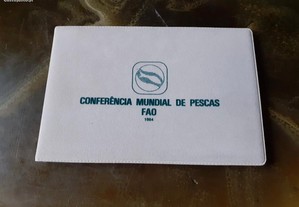 CONFERÊNCIA MUNDIAL DE PESCAS
FAO
1984